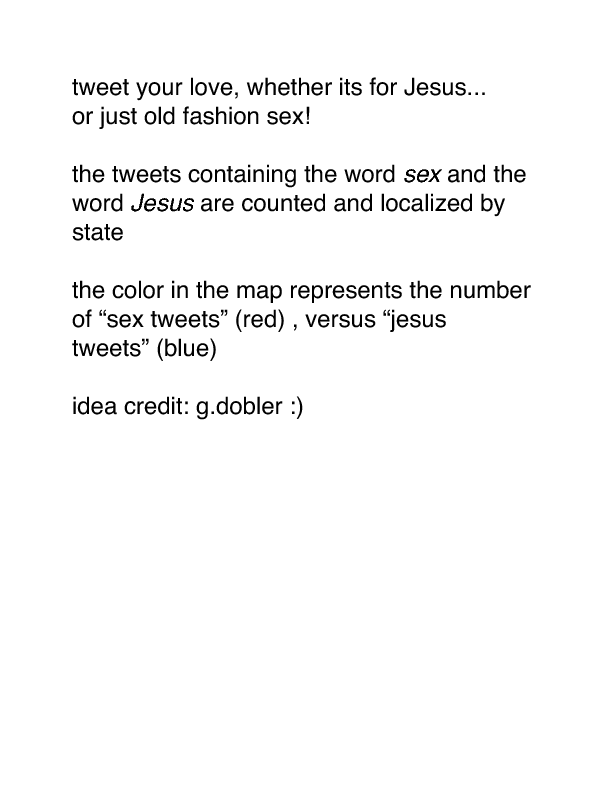 tweet your love, whether its for Jesus...
or just old fashion sex!
the tweets containing the word sex and the
word Jesus are counted and localized by
state
the color in the map represents the number
of “sex tweets” (red) , versus “jesus
tweets” (blue)
idea credit: g.dobler :)